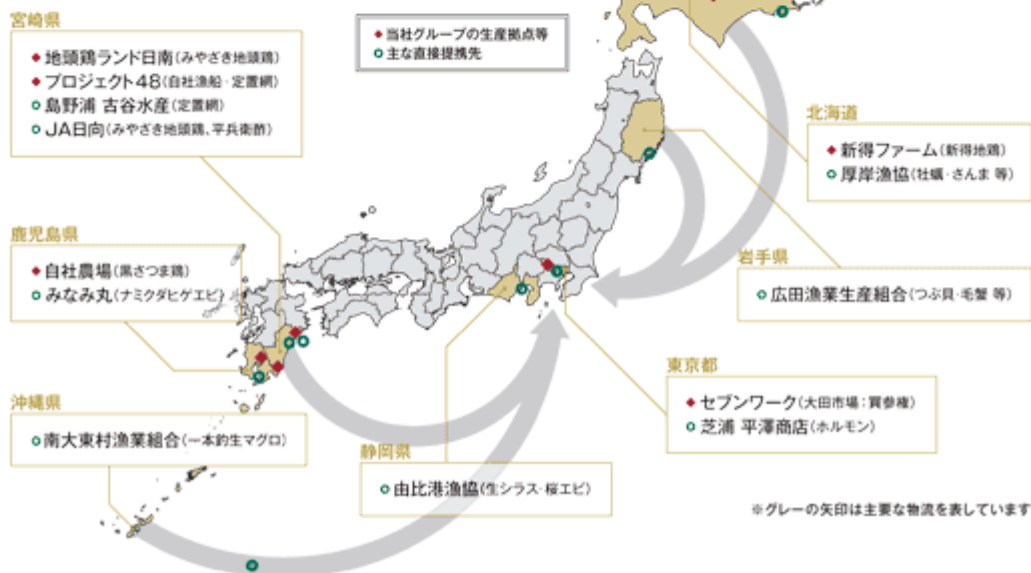 宮崎県
◆地頭鶏ランド日南(みやざき地頭鶏)
◆プロジェクト48(自社漁船・定置網)
○島野浦 古谷水産(定置網)
○JA日向(みやざき地頭鶏、平兵衛酢)
◆当社グループの生産拠点等
○主な直接提携先
北海道
◆新得ファーム(新得地鶏)
○厚岸漁協(牡蠣・さんま 等)
鹿児島県
◆自社農場(黒さつま鶏)
○みなみ丸(ナミクダヒゲエビ)
岩手県
○広田漁業生産組合(つぶ貝・毛蟹 等)
東京都
◆セブンワーク(大田市場:買参権)
○芝浦 平澤商店(ホルモン)
沖縄県
○南大東村漁業組合(一本釣生マグロ)
静岡県
○由比港漁協(生シラス・桜エビ)
※グレーの矢印は主要な物流を表しています